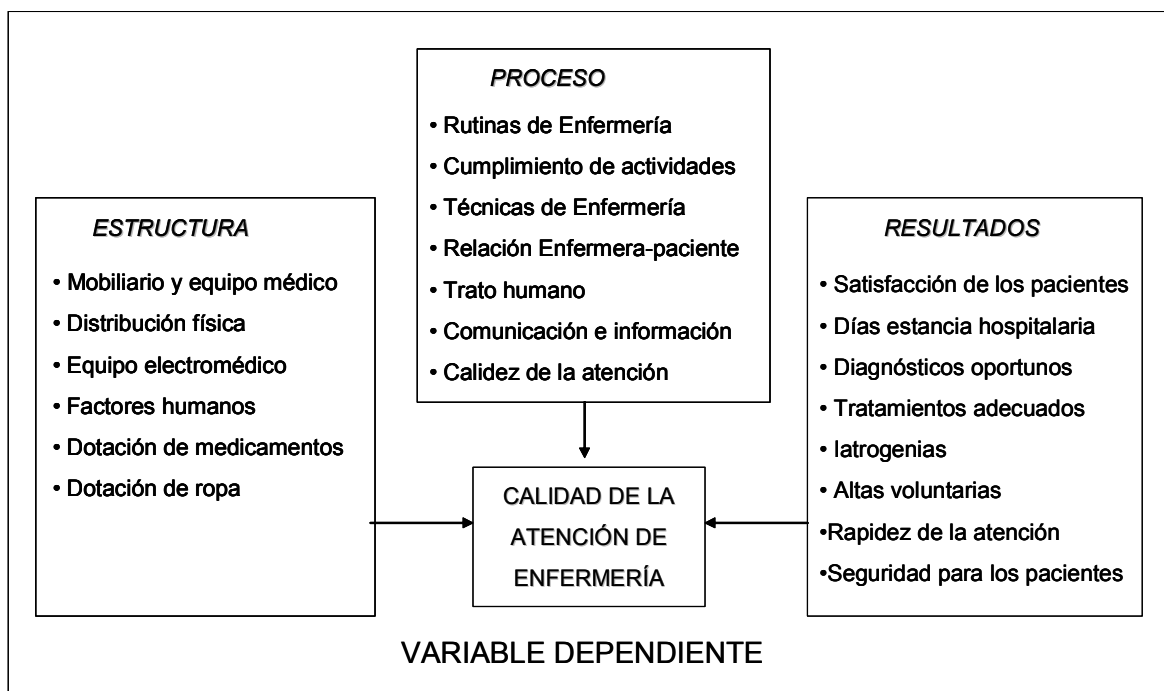 PROCESO
• Rutinas de Enfermería
• Cumplimiento de actividades
• Técnicas de Enfermería
• Relación Enfermera-paciente
• Trato humano
• Comunicación e información
• Calidez de la atención
ESTRUCTURA
• Mobiliario y equipo médico
• Distribución física
• Equipo electromédico
• Factores humanos
• Dotación de medicamentos
• Dotación de ropa
RESULTADOS
• Satisfacción de los pacientes
• Días estancia hospitalaria
• Diagnósticos oportunos
• Tratamientos adecuados
• Iatrogenias
• Altas voluntarias
•Rapidez de la atención
•Seguridad para los pacientes
CALIDAD DE LA
ATENCIÓN DE
ENFERMERÍA
VARIABLE DEPENDIENTE